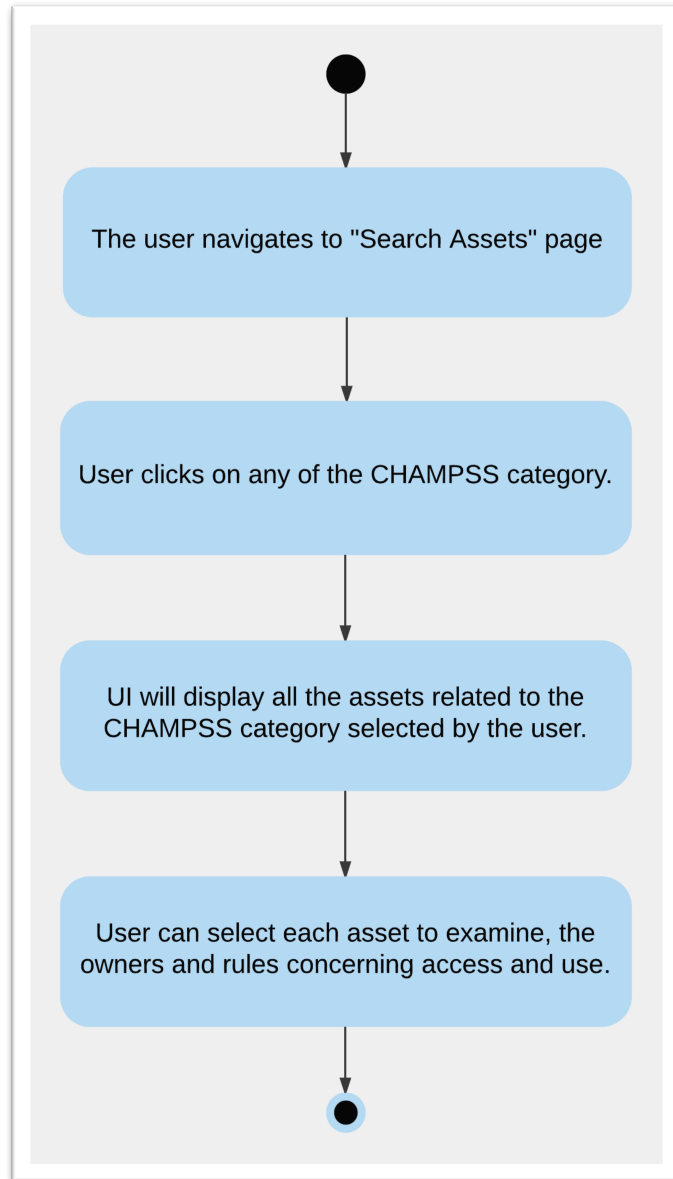 The user navigates to "Search Assets" page
User clicks on any of the CHAMPSS category.
UI will display all the assets related to the
CHAMPSS category selected by the user.
User can select each asset to examine, the
owners and rules concerning access and use.